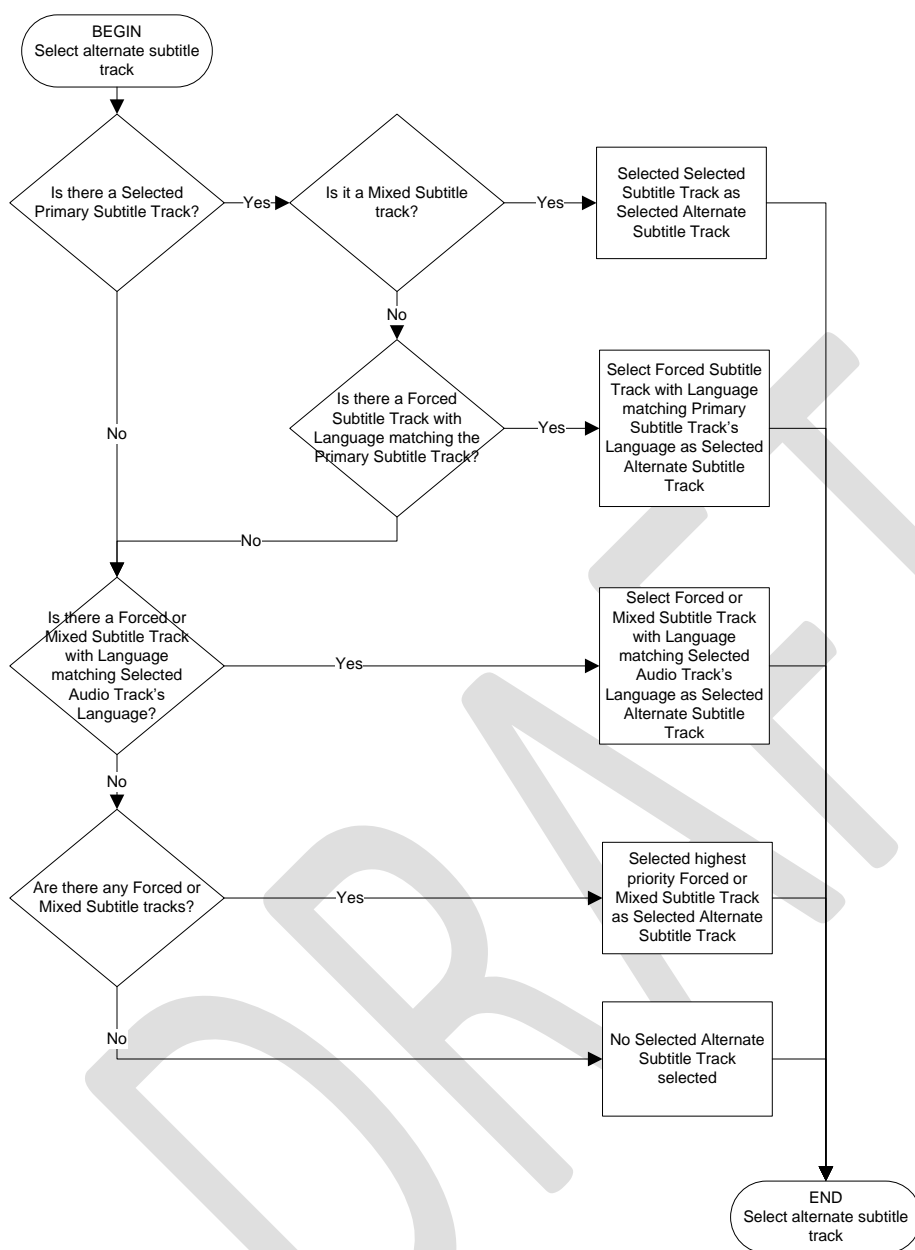 BEGIN
Select alternate subtitle
track
Is there a Selected
Primary Subtitle Track?
Yes
Is it a Mixed Subtitle
track?
Yes
Selected Selected
Subtitle Track as
Selected Alternate
Subtitle Track
No
No
Is there a Forced
Subtitle Track with
Language matching the
Primary Subtitle Track?
Yes
Select Forced Subtitle
Track with Language
matching Primary
Subtitle Track’s
Language as Selected
Alternate Subtitle
Track
No
Is there a Forced or
Mixed Subtitle Track
with Language
matching Selected
Audio Track’s
Language?
Yes
Select Forced or
Mixed Subtitle Track
with Language
matching Selected
Audio Track’s
Language as Selected
Alternate Subtitle
Track
No
Are there any Forced or
Mixed Subtitle tracks?
Yes
Selected highest
priority Forced or
Mixed Subtitle Track
as Selected Alternate
Subtitle Track
No
No Selected Alternate
Subtitle Track
selected
END
Select alternate subtitle
track
DRAFT